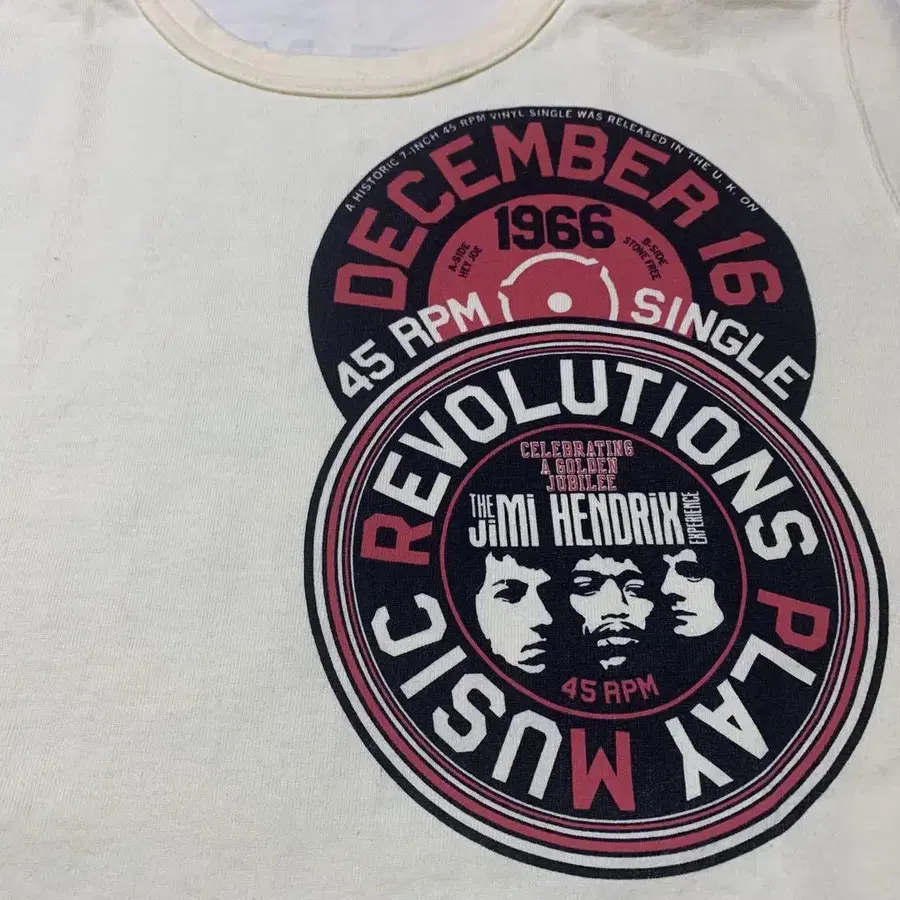 A HISTORIC 7-INCH 45 RPM VINYL SINGLE WAS RELEASED IN THE U.K. ON
DECEMBER 16
1966
A-SIDE
HEY JOE
B-SIDE
STONE FREE
45 RPM SINGLE
REVOLUTIONS PLAY MUSIC
CELEBRATING
A GOLDEN
JUBILEE
THE JiMi HENDRiX EXPERIENCE
45 RPM